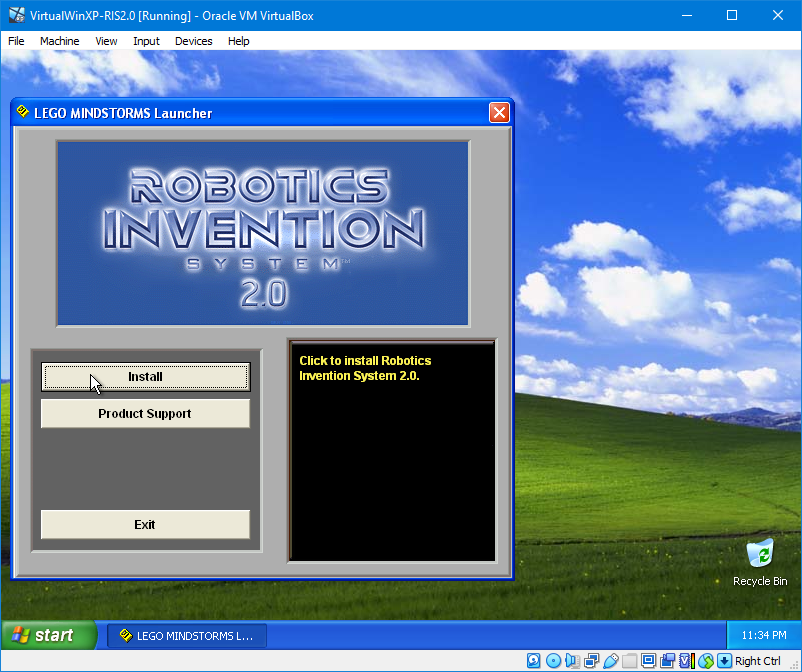 VirtualWinXP-RIS2.0 [Running] - Oracle VM VirtualBox
File Machine View Input Devices Help
LEGO MINDSTORMS Launcher
ROBOTICS
INVENTION
SYSTEM™
2.0
Install
Product Support
Exit
Click to install Robotics
Invention System 2.0.
Recycle Bin
start
LEGO MINDSTORMS L...
11:34 PM
Right Ctrl